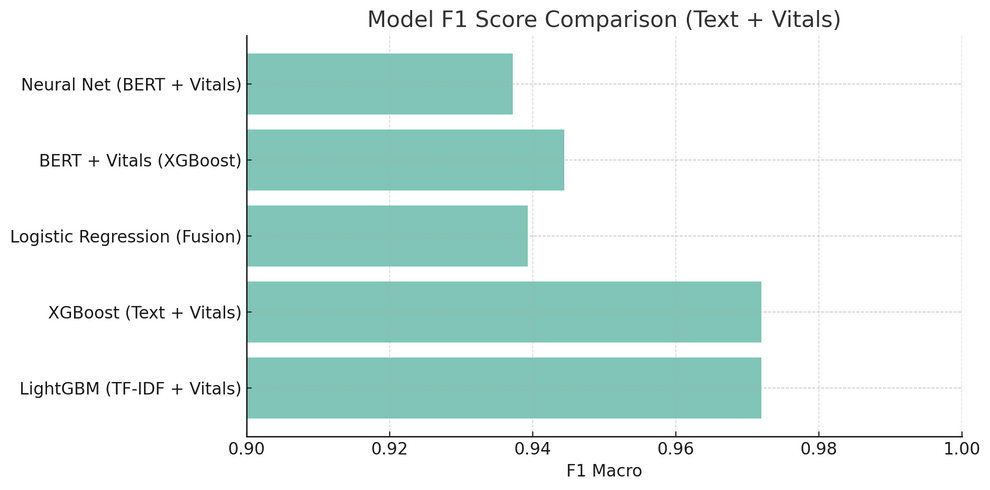 Model F1 Score Comparison (Text + Vitals)
Neural Net (BERT + Vitals)
BERT + Vitals (XGBoost)
Logistic Regression (Fusion)
XGBoost (Text + Vitals)
LightGBM (TF-IDF + Vitals)
0.90 0.92 0.94 0.96 0.98 1.00
F1 Macro